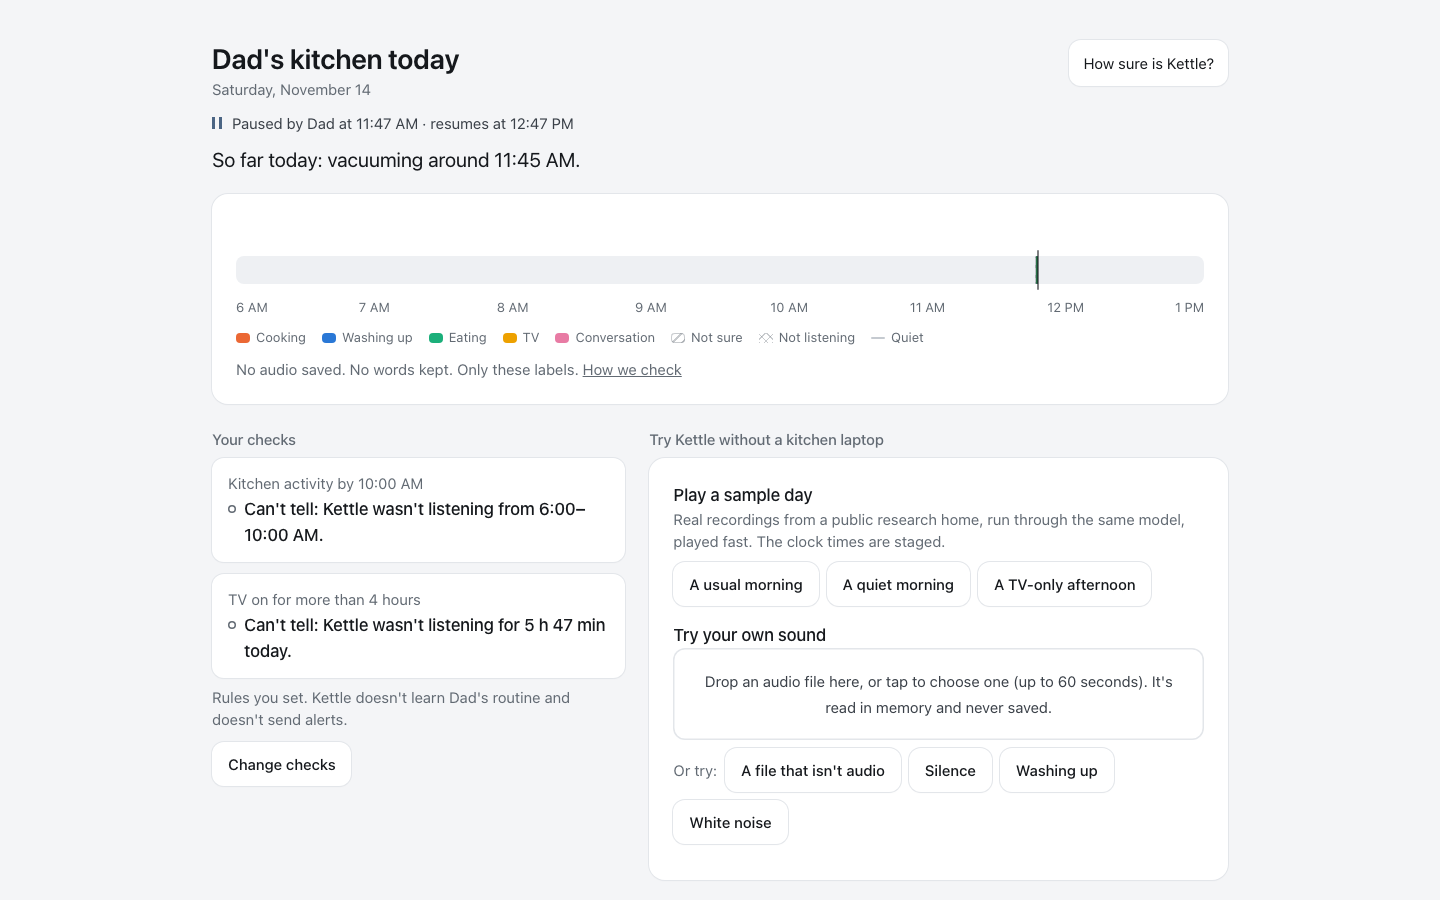 Dad's kitchen today
How sure is Kettle?
Saturday, November 14
Paused by Dad at 11:47 AM · resumes at 12:47 PM
So far today: vacuuming around 11:45 AM.
6 AM 7 AM 8 AM 9 AM 10 AM 11 AM 12 PM 1 PM
Cooking Washing up Eating TV Conversation Not sure Not listening Quiet
No audio saved. No words kept. Only these labels. How we check
Your checks
Kitchen activity by 10:00 AM
Can't tell: Kettle wasn't listening from 6:00–
10:00 AM.
TV on for more than 4 hours
Can't tell: Kettle wasn't listening for 5 h 47 min
today.
Rules you set. Kettle doesn't learn Dad's routine and
doesn't send alerts.
Change checks
Try Kettle without a kitchen laptop
Play a sample day
Real recordings from a public research home, run through the same model,
played fast. The clock times are staged.
A usual morning A quiet morning A TV-only afternoon
Try your own sound
Drop an audio file here, or tap to choose one (up to 60 seconds). It's
read in memory and never saved.
Or try: A file that isn't audio Silence Washing up
White noise